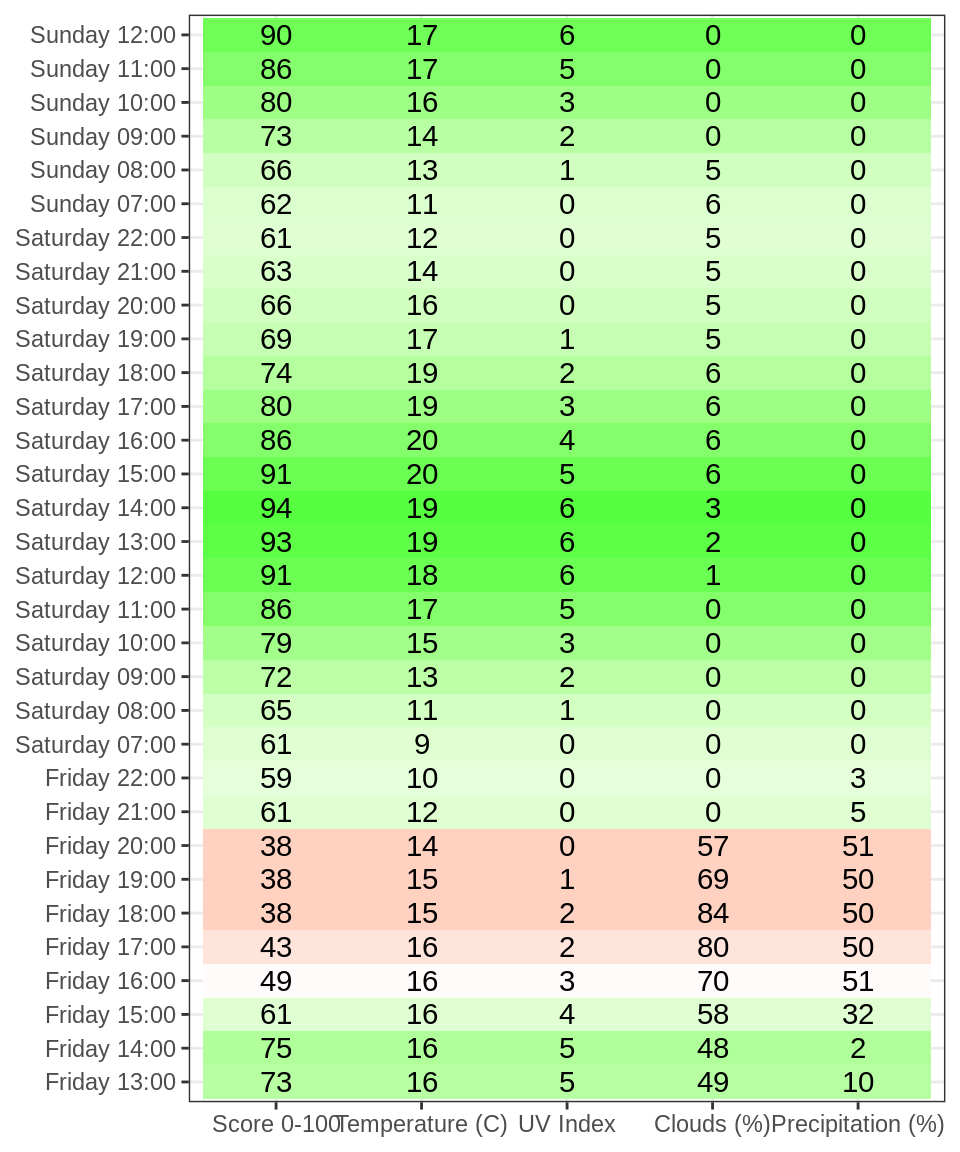 Sunday 12:00 90 17 6 0 0
Sunday 11:00 86 17 5 0 0
Sunday 10:00 80 16 3 0 0
Sunday 09:00 73 14 2 0 0
Sunday 08:00 66 13 1 5 0
Sunday 07:00 62 11 0 6 0
Saturday 22:00 61 12 0 5 0
Saturday 21:00 63 14 0 5 0
Saturday 20:00 66 16 0 5 0
Saturday 19:00 69 17 1 5 0
Saturday 18:00 74 19 2 6 0
Saturday 17:00 80 19 3 6 0
Saturday 16:00 86 20 4 6 0
Saturday 15:00 91 20 5 6 0
Saturday 14:00 94 19 6 3 0
Saturday 13:00 93 19 6 2 0
Saturday 12:00 91 18 6 1 0
Saturday 11:00 86 17 5 0 0
Saturday 10:00 79 15 3 0 0
Saturday 09:00 72 13 2 0 0
Saturday 08:00 65 11 1 0 0
Saturday 07:00 61 9 0 0 0
Friday 22:00 59 10 0 0 3
Friday 21:00 61 12 0 0 5
Friday 20:00 38 14 0 57 51
Friday 19:00 38 15 1 69 50
Friday 18:00 38 15 2 84 50
Friday 17:00 43 16 2 80 50
Friday 16:00 49 16 3 70 51
Friday 15:00 61 16 4 58 32
Friday 14:00 75 16 5 48 2
Friday 13:00 73 16 5 49 10
Score 0-100 Temperature (C) UV Index Clouds (%) Precipitation (%)